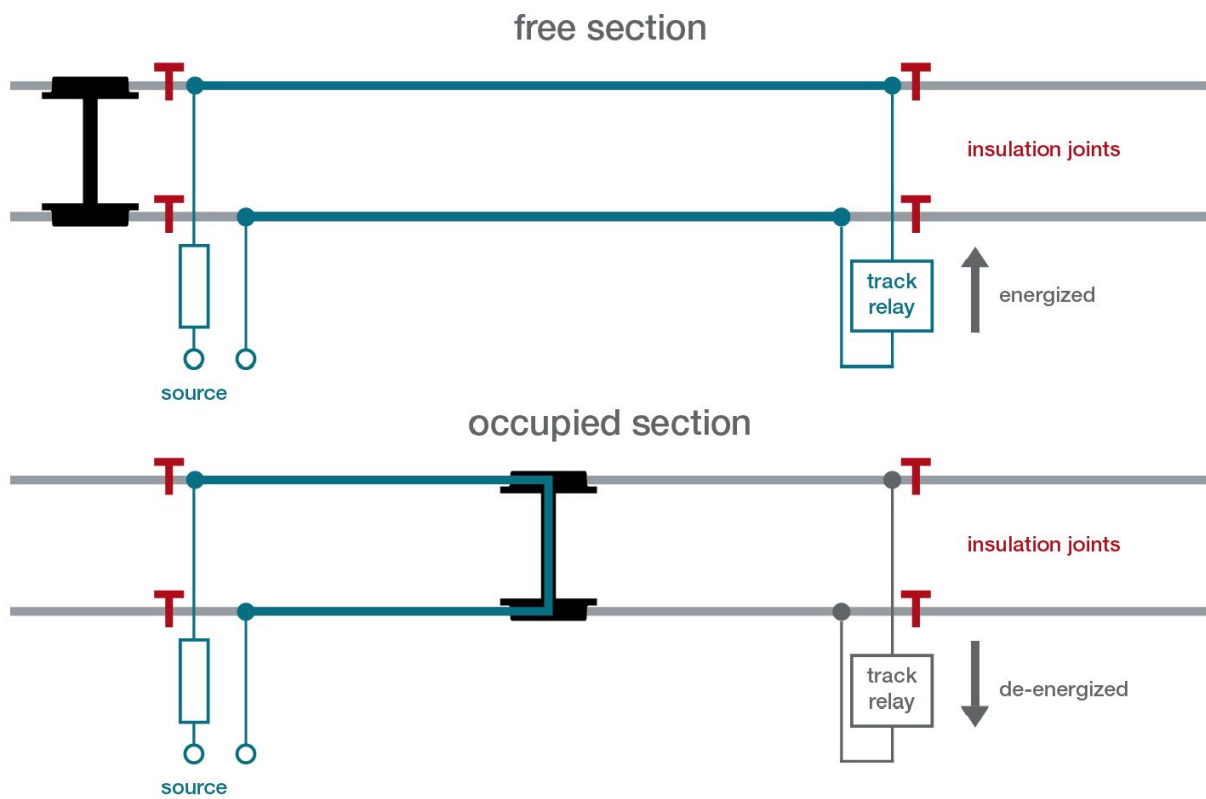 free section
insulation joints
track
relay
energized
source
occupied section
insulation joints
track
relay
de-energized
source